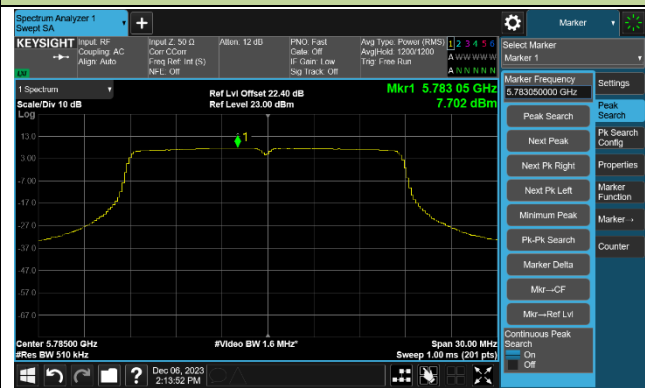 Spectrum Analyzer 1
Swept SA
Marker
KEYSIGHT
Input: RF
Coupling: AC
Align: Auto
Input Z: 50 Ω
Corr CCorr
Freq Ref: Int (S)
NFE: Off
Atten: 12 dB
PNO: Fast
Gate: Off
IF Gain: Low
Sig Track: Off
Avg Type: Power (RMS)
Avg|Hold: 1200/1200
Trig: Free Run
1 2 3 4 5 6
A W W W W W
A N N N N N
LXI
Select Marker
Marker 1
1 Spectrum
Scale/Div 10 dB
Log
Ref Lvl Offset 22.40 dB
Ref Level 23.00 dBm
Mkr1 5.783 05 GHz
7.702 dBm
1
13.0
3.00
-7.00
-17.0
-27.0
-37.0
-47.0
-57.0
-67.0
Center 5.78500 GHz
#Res BW 510 kHz
#Video BW 1.6 MHz*
Span 30.00 MHz
Sweep 1.00 ms (201 pts)
Marker Frequency
5.783050000 GHz
Peak Search
Next Peak
Next Pk Right
Next Pk Left
Minimum Peak
Pk-Pk Search
Marker Delta
Mkr→CF
Mkr→Ref Lvl
Continuous Peak
Search
On
Off
Settings
Peak
Search
Pk Search
Config
Properties
Marker
Function
Marker→
Counter
?
Dec 06, 2023
2:13:52 PM